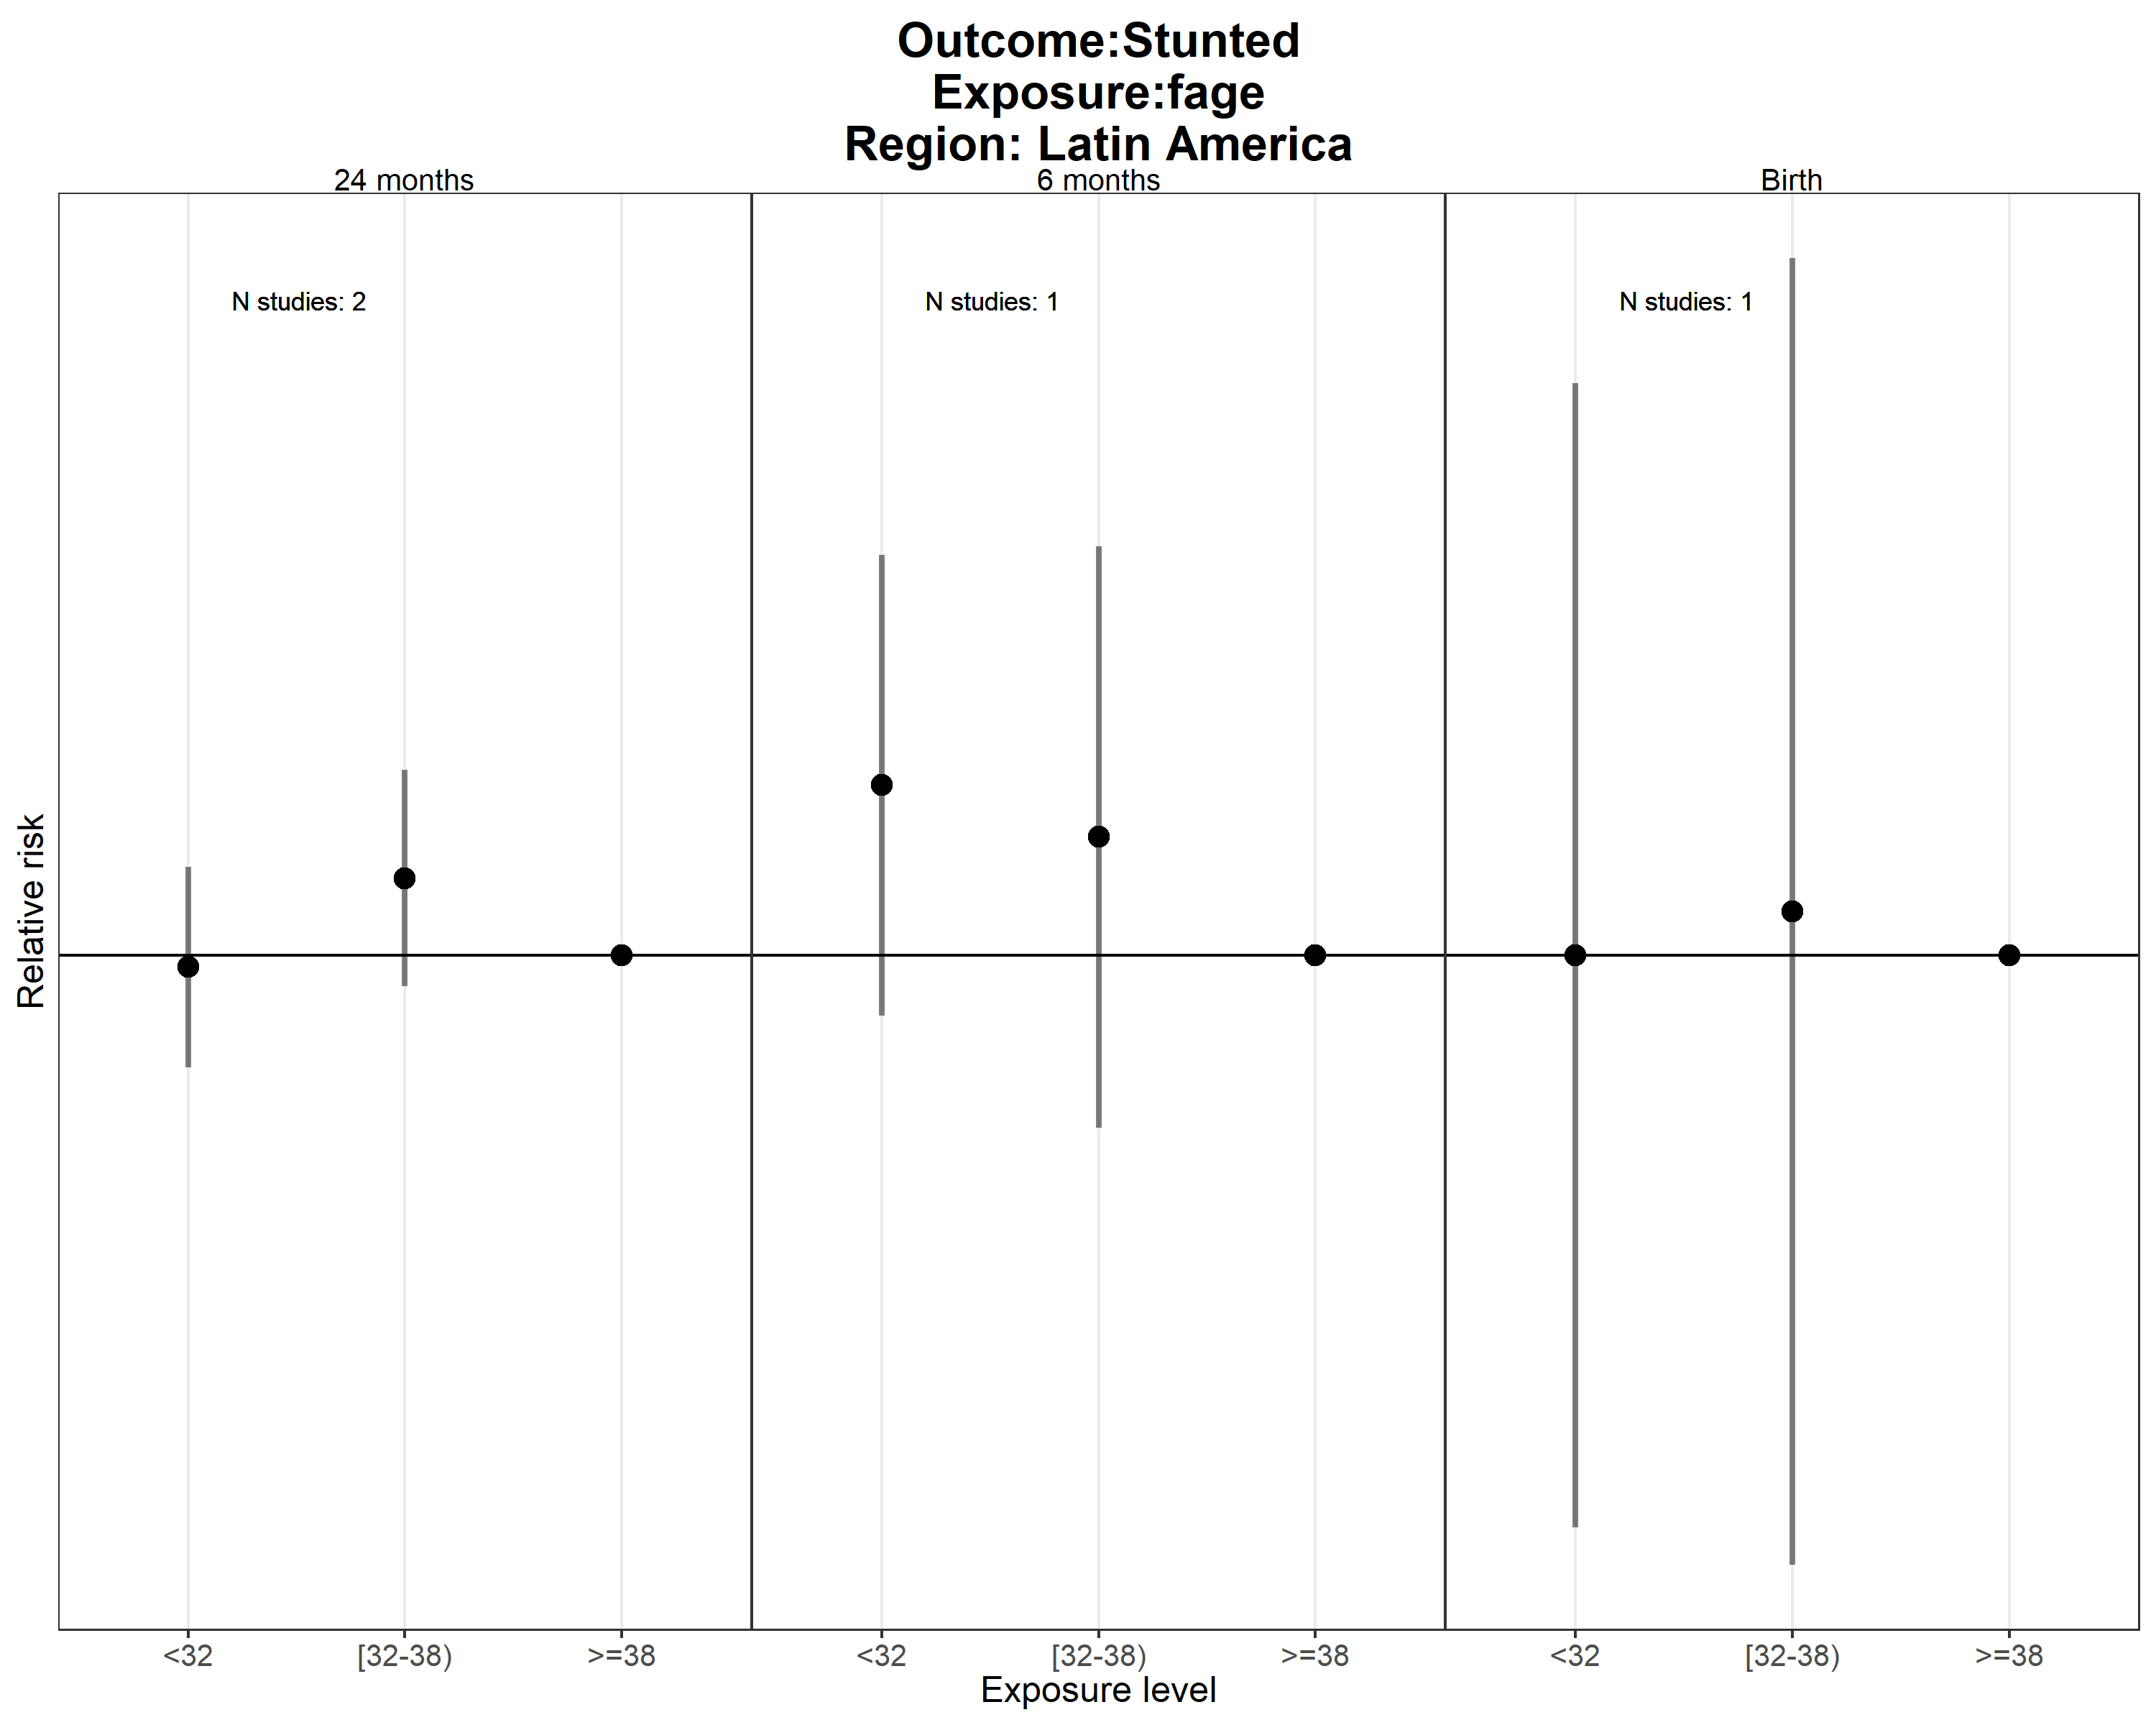 Outcome:Stunted
Exposure:fage
Region: Latin America
24 months
6 months
Birth
N studies: 2
N studies: 1
N studies: 1
Relative risk
<32
[32-38)
>=38
<32
[32-38)
>=38
<32
[32-38)
>=38
Exposure level